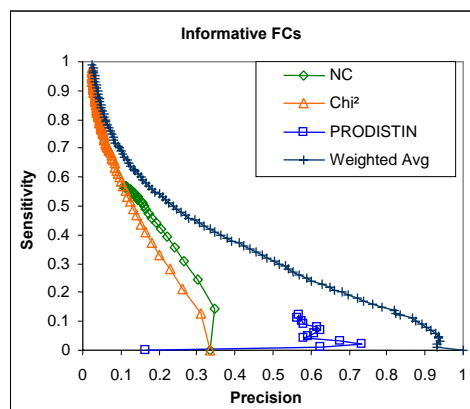 Informative FCs
NC
Chi²
PRODISTIN
Weighted Avg
Sensitivity
1
0.9
0.8
0.7
0.6
0.5
0.4
0.3
0.2
0.1
0
0 0.1 0.2 0.3 0.4 0.5 0.6 0.7 0.8 0.9 1
Precision